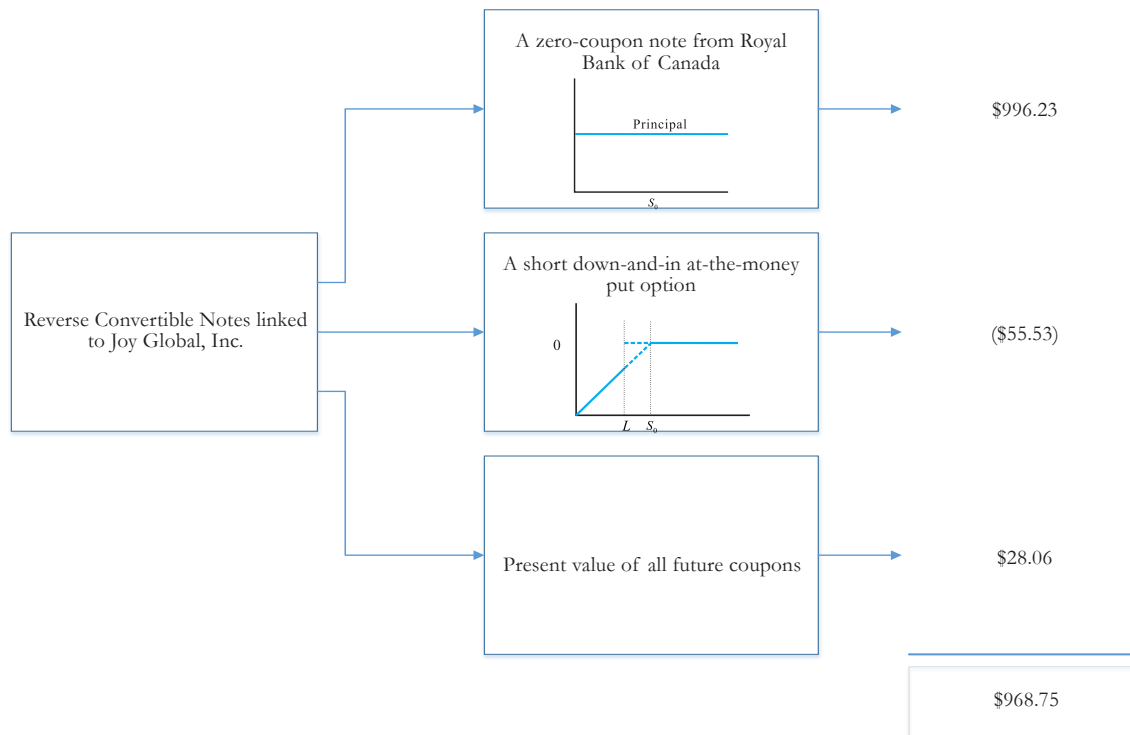 A zero-coupon note from Royal
Bank of Canada
Principal
S₀
$996.23
Reverse Convertible Notes linked
to Joy Global, Inc.
A short down-and-in at-the-money
put option
0
L S₀
($55.53)
Present value of all future coupons
$28.06
$968.75